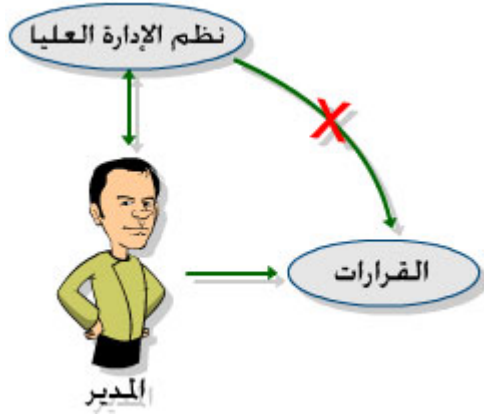 نظم الإدارة العليا
القرارات
المدير